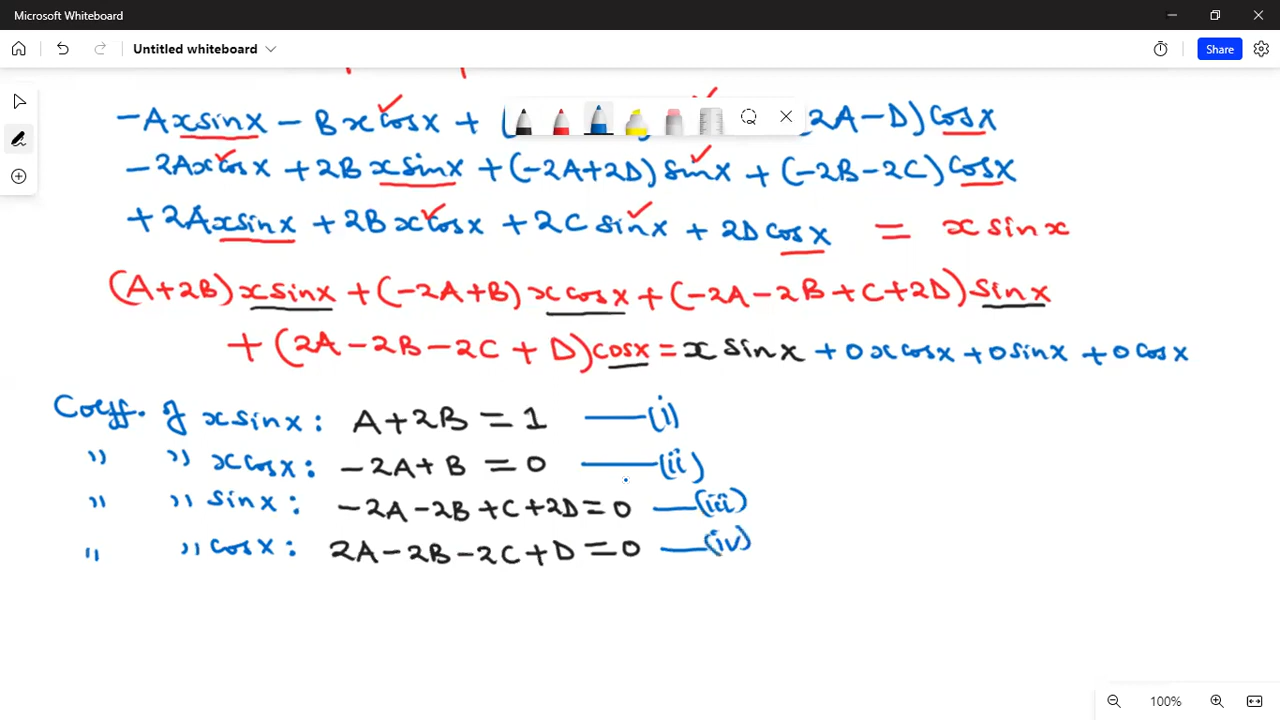 Microsoft Whiteboard
Untitled whiteboard
Share
-Axsinx - Bxcosx + ( 2A-D)cosx
-2Axcosx + 2Bxsinx + (-2A+2D)sinx + (-2B-2C)cosx
+ 2Axsinx + 2Bxcosx + 2Csinx + 2Dcosx = xsinx
(A+2B)xsinx + (-2A+B)xcosx + (-2A-2B+C+2D)sinx
+ (2A-2B-2C+D)cosx = xsinx + 0xcosx + 0sinx + 0cosx
Coeff. of xsinx: A+2B = 1 —(i)
" " xcosx: -2A+B = 0 —(ii)
" " sinx: -2A-2B+C+2D = 0 —(iii)
" " cosx: 2A-2B-2C+D = 0 —(iv)
100%